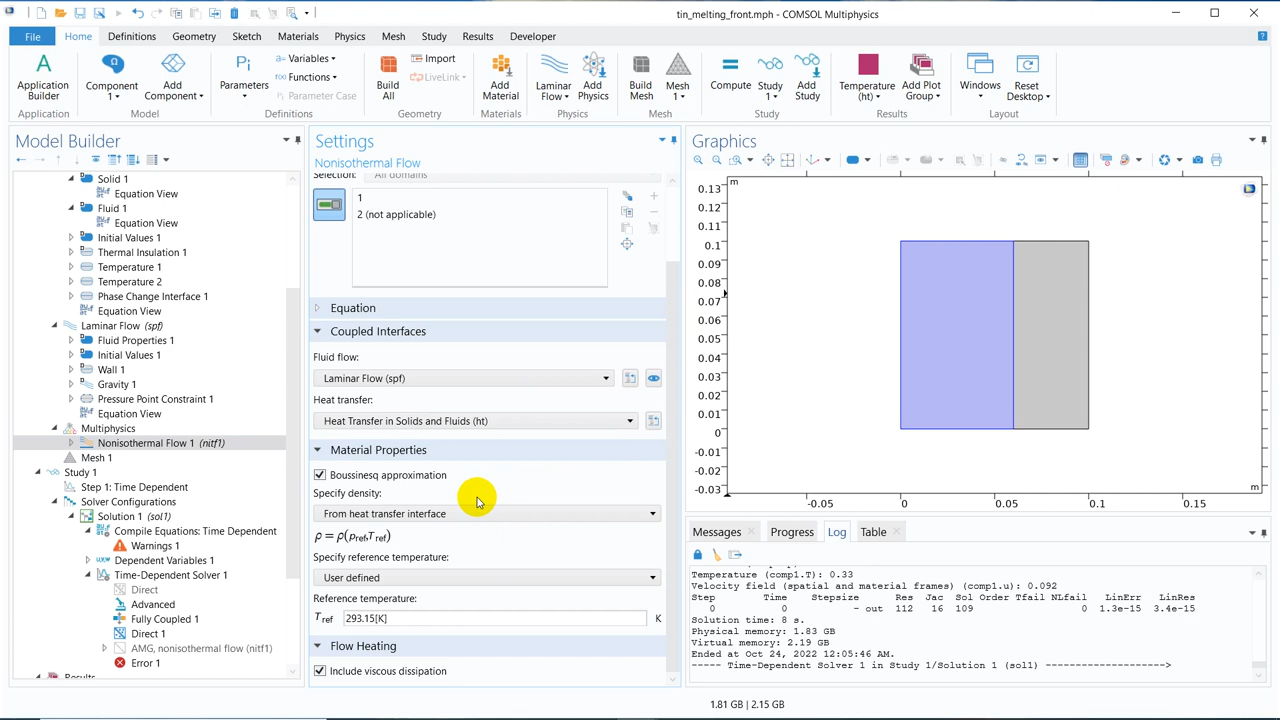 tin_melting_front.mph - COMSOL Multiphysics
File Home Definitions Geometry Sketch Materials Physics Mesh Study Results Developer
Application Builder
Component 1
Add Component
Pi Parameters
a= Variables
f(x) Functions
Pi Parameter Case
Build All
Import
LiveLink
Add Material
Laminar Flow
Add Physics
Build Mesh
Mesh 1
Compute
Study 1
Add Study
Temperature (ht)
Add Plot Group
Windows
Reset Desktop
Application Model Definitions Geometry Materials Physics Mesh Study Results Layout
Model Builder
Solid 1
Equation View
Fluid 1
Equation View
Initial Values 1
Thermal Insulation 1
Temperature 1
Temperature 2
Phase Change Interface 1
Equation View
Laminar Flow (spf)
Fluid Properties 1
Initial Values 1
Wall 1
Gravity 1
Pressure Point Constraint 1
Equation View
Multiphysics
Nonisothermal Flow 1 (nitf1)
Mesh 1
Study 1
Step 1: Time Dependent
Solver Configurations
Solution 1 (sol1)
Compile Equations: Time Dependent
Warnings 1
Dependent Variables 1
Time-Dependent Solver 1
Direct
Advanced
Fully Coupled 1
Direct 1
AMG, nonisothermal flow (nitf1)
Error 1
Results
Settings
Nonisothermal Flow
Selection: All domains
1
2 (not applicable)
Equation
Coupled Interfaces
Fluid flow:
Laminar Flow (spf)
Heat transfer:
Heat Transfer in Solids and Fluids (ht)
Material Properties
Boussinesq approximation
Specify density:
From heat transfer interface
ρ = ρ(pref,Tref)
Specify reference temperature:
User defined
Reference temperature:
Tref 293.15[K] K
Flow Heating
Include viscous dissipation
Graphics
m
0.13
0.12
0.11
0.1
0.09
0.08
0.07
0.06
0.05
0.04
0.03
0.02
0.01
0
-0.01
-0.02
-0.03
m
-0.05 0 0.05 0.1 0.15
Messages Progress Log Table
Temperature (comp1.T): 0.33
Velocity field (spatial and material frames) (comp1.u): 0.092
Step Time Stepsize Res Jac Sol Order Tfail NLfail LinErr LinRes
0 0 - out 112 16 109 0 1.3e-15 3.4e-15
Solution time: 8 s.
Physical memory: 1.83 GB
Virtual memory: 2.19 GB
Ended at Oct 24, 2022 12:05:46 AM.
----- Time-Dependent Solver 1 in Study 1/Solution 1 (sol1) -------------------->
1.81 GB | 2.15 GB